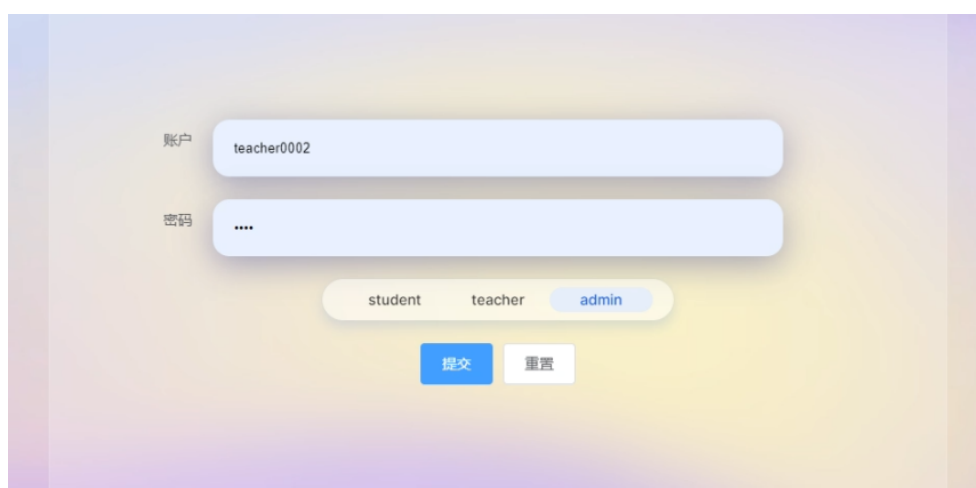 账户
teacher0002
密码
••••
student teacher admin
提交 重置